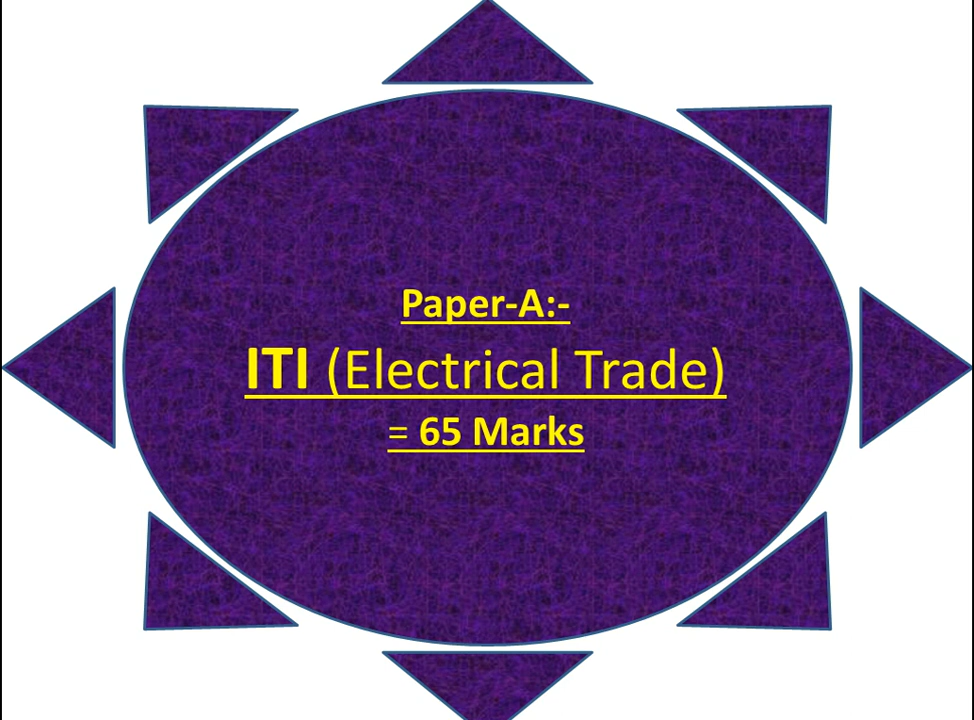 Paper-A:-
ITI (Electrical Trade)
= 65 Marks